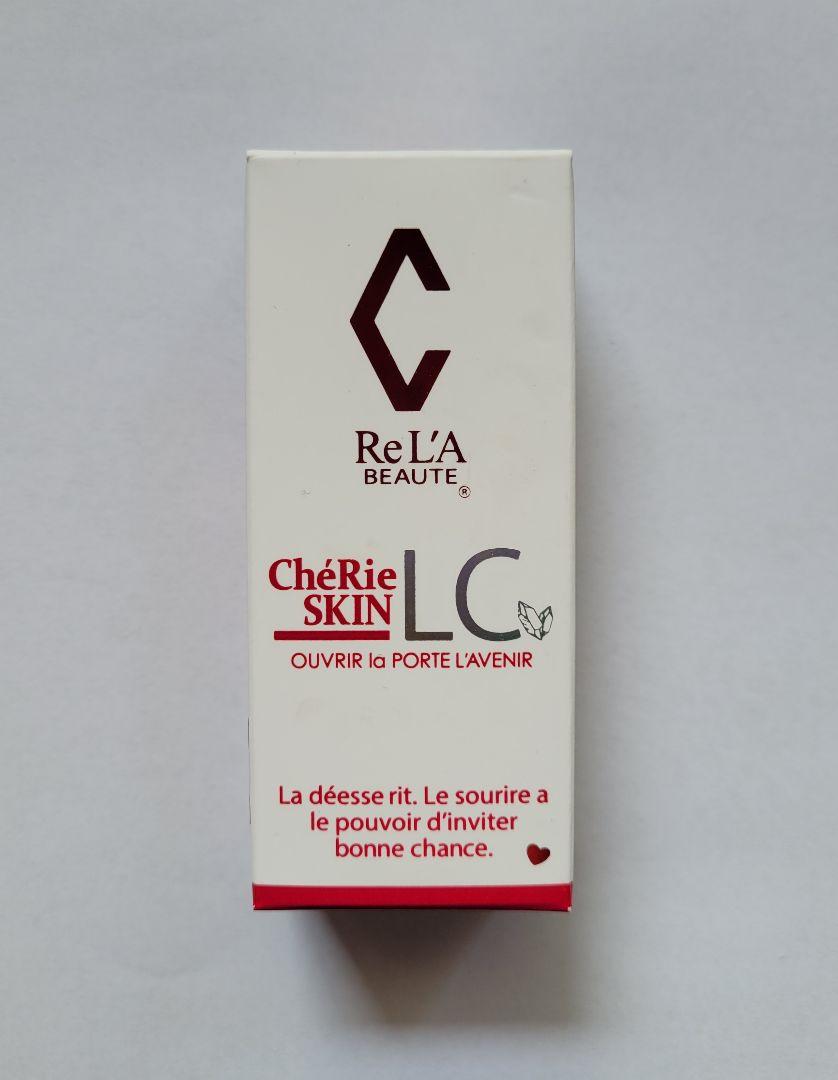 ReL'A
BEAUTE
®
ChéRie
SKIN
LC
OUVRIR la PORTE L'AVENIR
La déesse rit. Le sourire a
le pouvoir d'inviter
bonne chance.